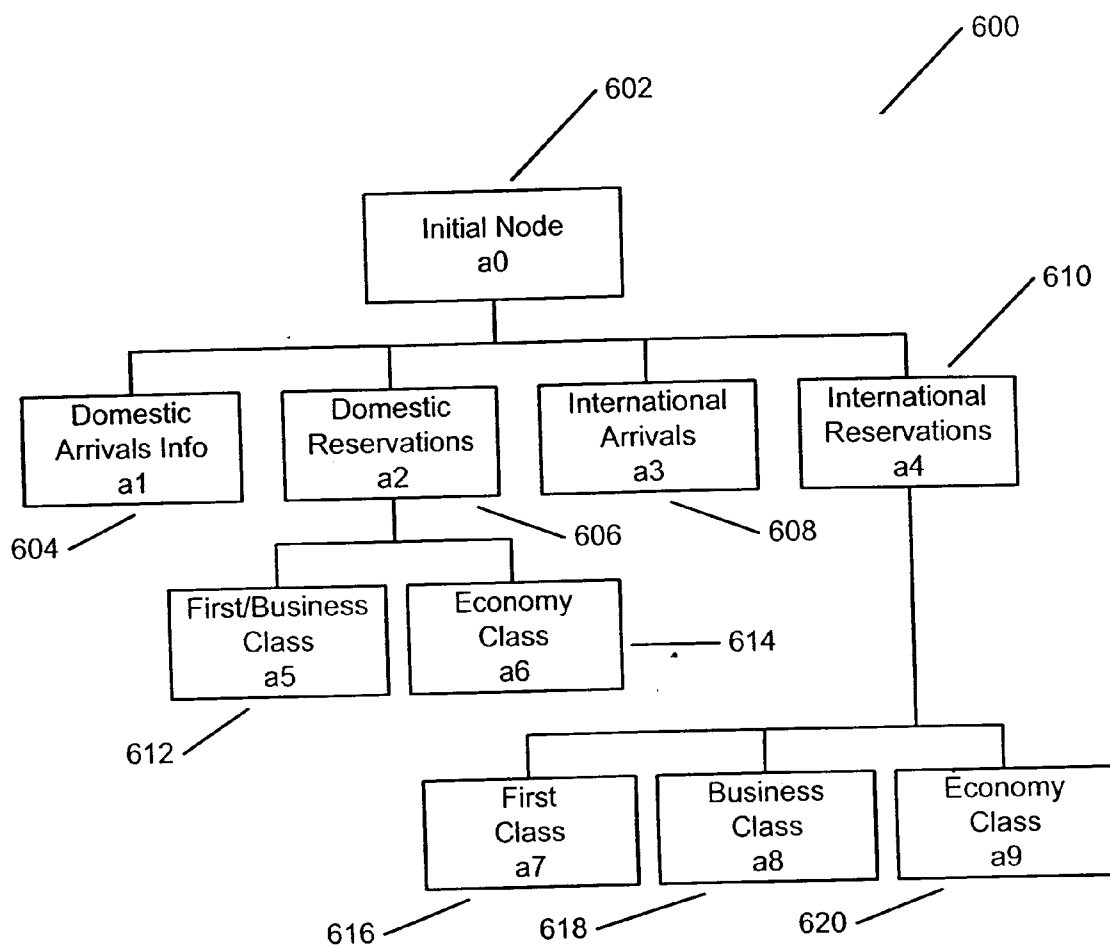 600
602
Initial Node
a0
610
Domestic
Arrivals Info
a1
Domestic
Reservations
a2
International
Arrivals
a3
International
Reservations
a4
604
606
608
First/Business
Class
a5
Economy
Class
a6
614
612
First
Class
a7
Business
Class
a8
Economy
Class
a9
616
618
620